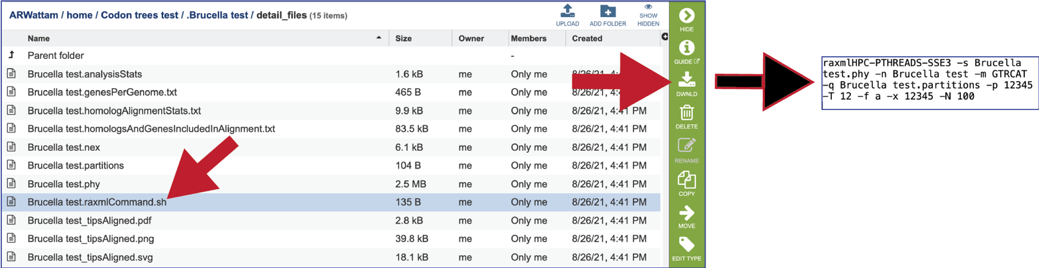 ARWattam / home / Codon trees test / .Brucella test / detail_files (15 items)
UPLOAD ADD FOLDER SHOW HIDDEN
Name Size Owner Members Created
Parent folder -
Brucella test.analysisStats 1.6 kB me Only me 8/26/21, 4:41 PM
Brucella test.genesPerGenome.txt 465 B me Only me
Brucella test.homologAlignmentStats.txt 9.9 kB me Only me 8/26/21, 4:41 PM
Brucella test.homologsAndGenesIncludedInAlignment.txt 83.5 kB me Only me 8/26/21, 4:41 PM
Brucella test.nex 6.1 kB me Only me 8/26/21, 4:41 PM
Brucella test.partitions 104 B me Only me 8/26/21, 4:41 PM
Brucella test.phy 2.5 MB me Only me 8/26/21, 4:41 PM
Brucella test.raxmlCommand.sh 135 B me Only me 8/26/21, 4:41 PM
Brucella test_tipsAligned.pdf 2.8 kB me Only me 8/26/21, 4:41 PM
Brucella test_tipsAligned.png 39.8 kB me Only me 8/26/21, 4:41 PM
Brucella test_tipsAligned.svg 18.1 kB me Only me 8/26/21, 4:41 PM
HIDE
GUIDE
DWNLD
DELETE
RENAME
COPY
MOVE
EDIT TYPE
raxmlHPC-PTHREADS-SSE3 -s Brucella
test.phy -n Brucella test -m GTRCAT
-q Brucella test.partitions -p 12345
-T 12 -f a -x 12345 -N 100